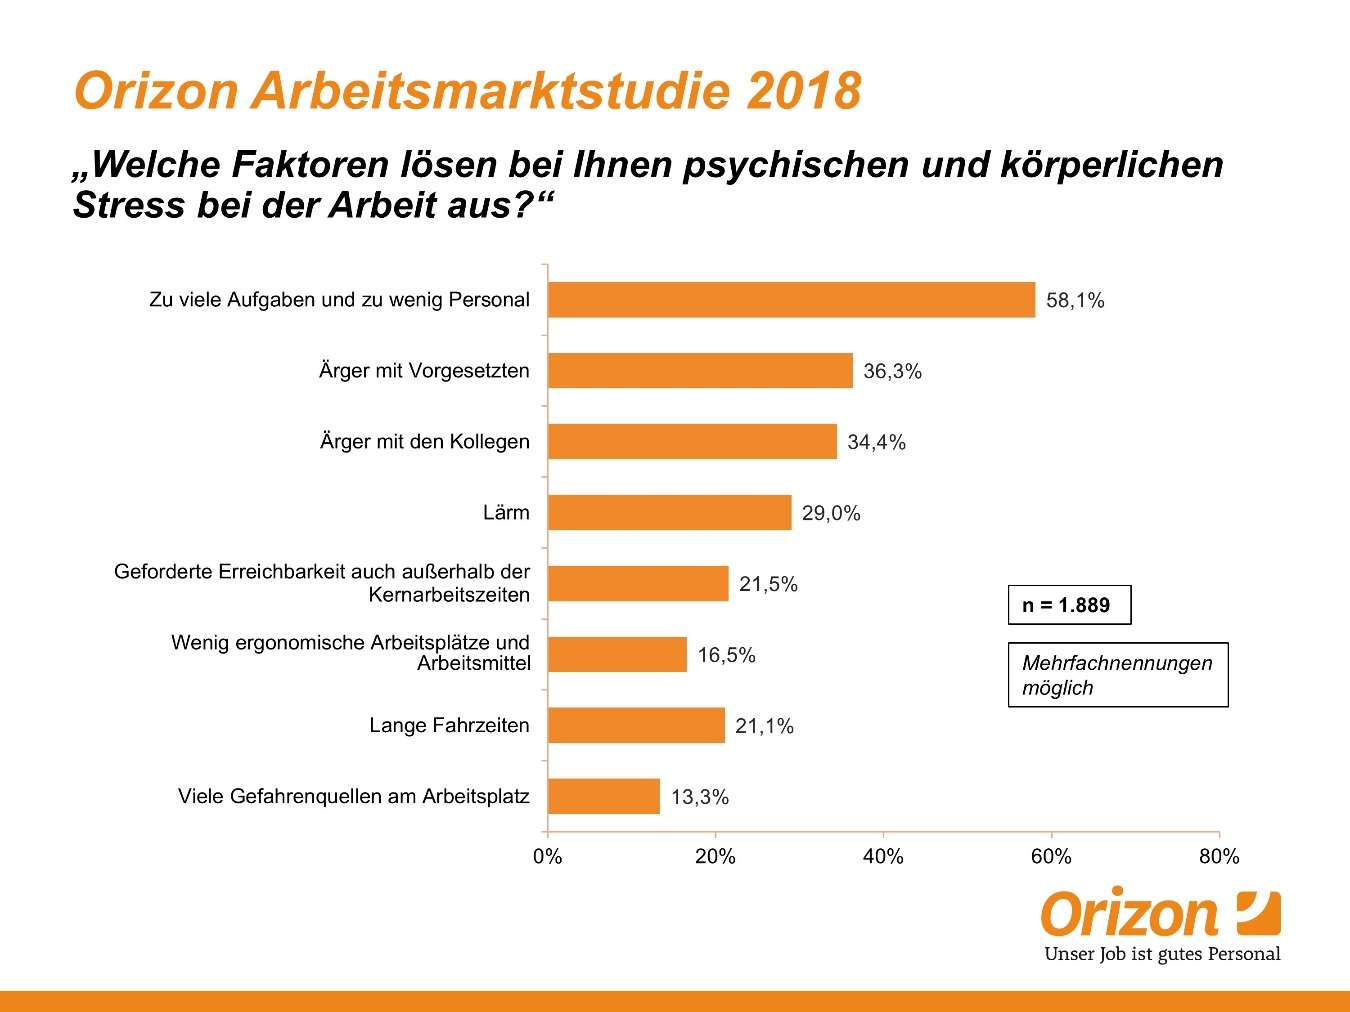 Orizon Arbeitsmarktstudie 2018
„Welche Faktoren lösen bei Ihnen psychischen und körperlichen
Stress bei der Arbeit aus?“
Zu viele Aufgaben und zu wenig Personal
58,1%
Ärger mit Vorgesetzten
36,3%
Ärger mit den Kollegen
34,4%
Lärm
29,0%
Geforderte Erreichbarkeit auch außerhalb der
Kernarbeitszeiten
21,5%
n = 1.889
Wenig ergonomische Arbeitsplätze und
Arbeitsmittel
16,5%
Mehrfachnennungen
möglich
Lange Fahrzeiten
21,1%
Viele Gefahrenquellen am Arbeitsplatz
13,3%
0% 20% 40% 60% 80%
Orizon
Unser Job ist gutes Personal